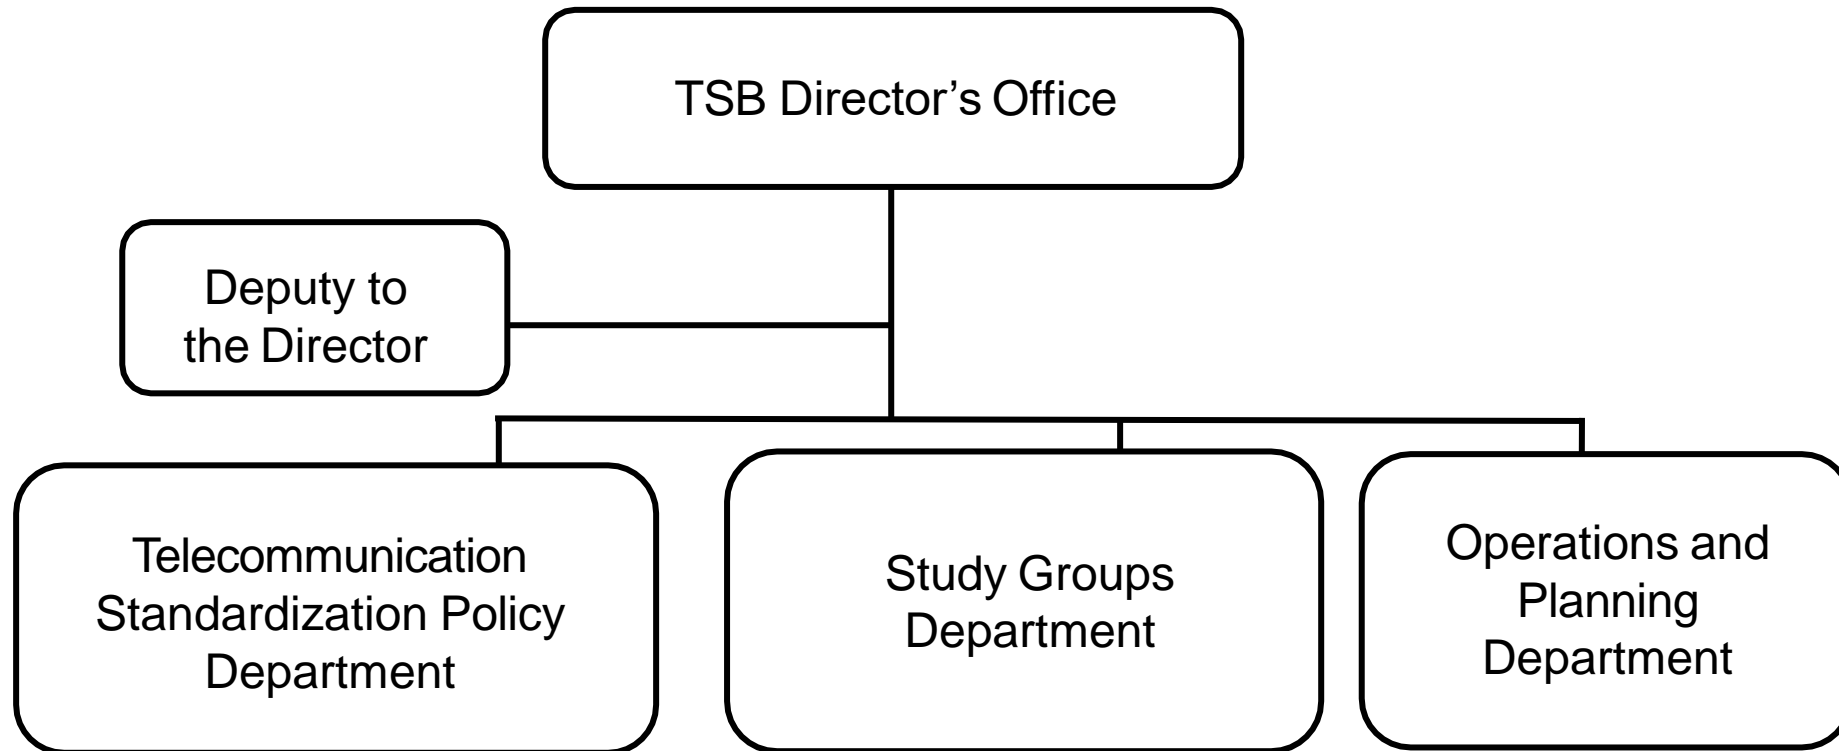 TSB Director’s Office
Deputy to
the Director
Telecommunication
Standardization Policy
Department
Study Groups
Department
Operations and
Planning
Department